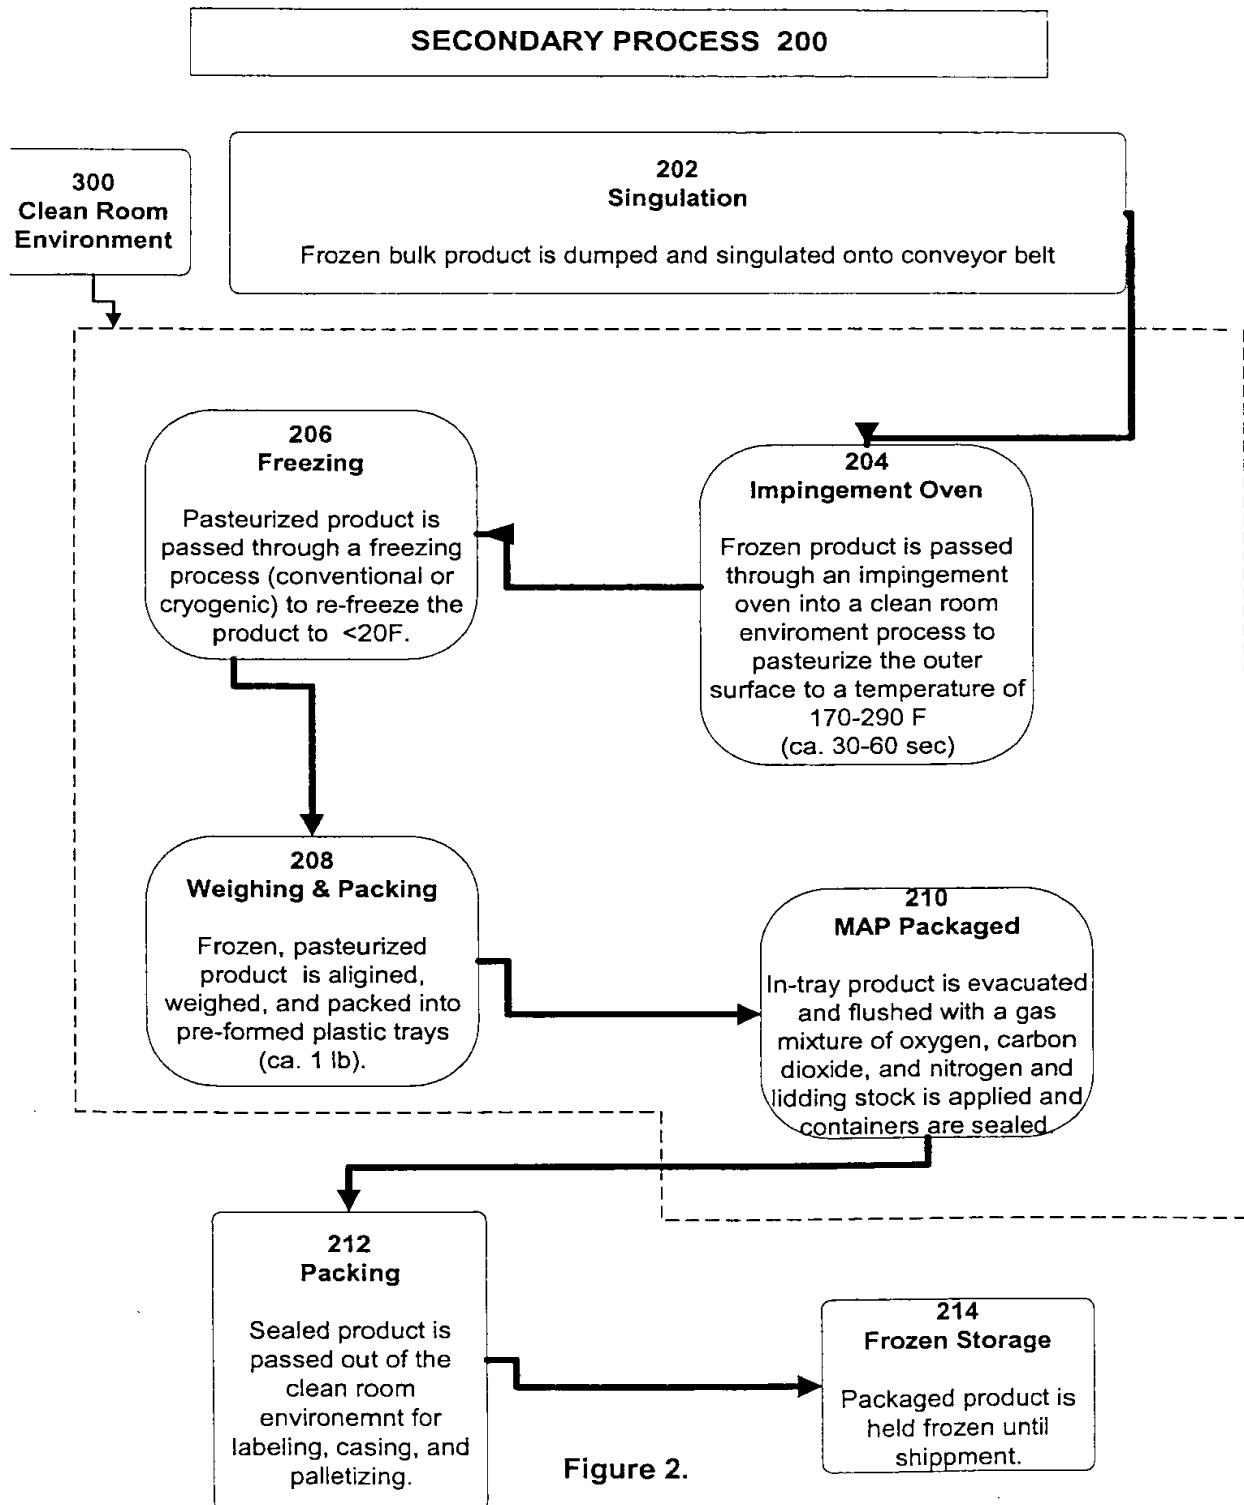 SECONDARY PROCESS 200
300
Clean Room
Environment
202
Singulation
Frozen bulk product is dumped and singulated onto conveyor belt
206
Freezing
Pasteurized product is
passed through a freezing
process (conventional or
cryogenic) to re-freeze the
product to <20F.
204
Impingement Oven
Frozen product is passed
through an impingement
oven into a clean room
enviroment process to
pasteurize the outer
surface to a temperature of
170-290 F
(ca. 30-60 sec)
208
Weighing & Packing
Frozen, pasteurized
product is aligined,
weighed, and packed into
pre-formed plastic trays
(ca. 1 lb).
210
MAP Packaged
In-tray product is evacuated
and flushed with a gas
mixture of oxygen, carbon
dioxide, and nitrogen and
lidding stock is applied and
containers are sealed.
212
Packing
Sealed product is
passed out of the
clean room
environemnt for
labeling, casing, and
palletizing.
214
Frozen Storage
Packaged product is
held frozen until
shippment.
Figure 2.